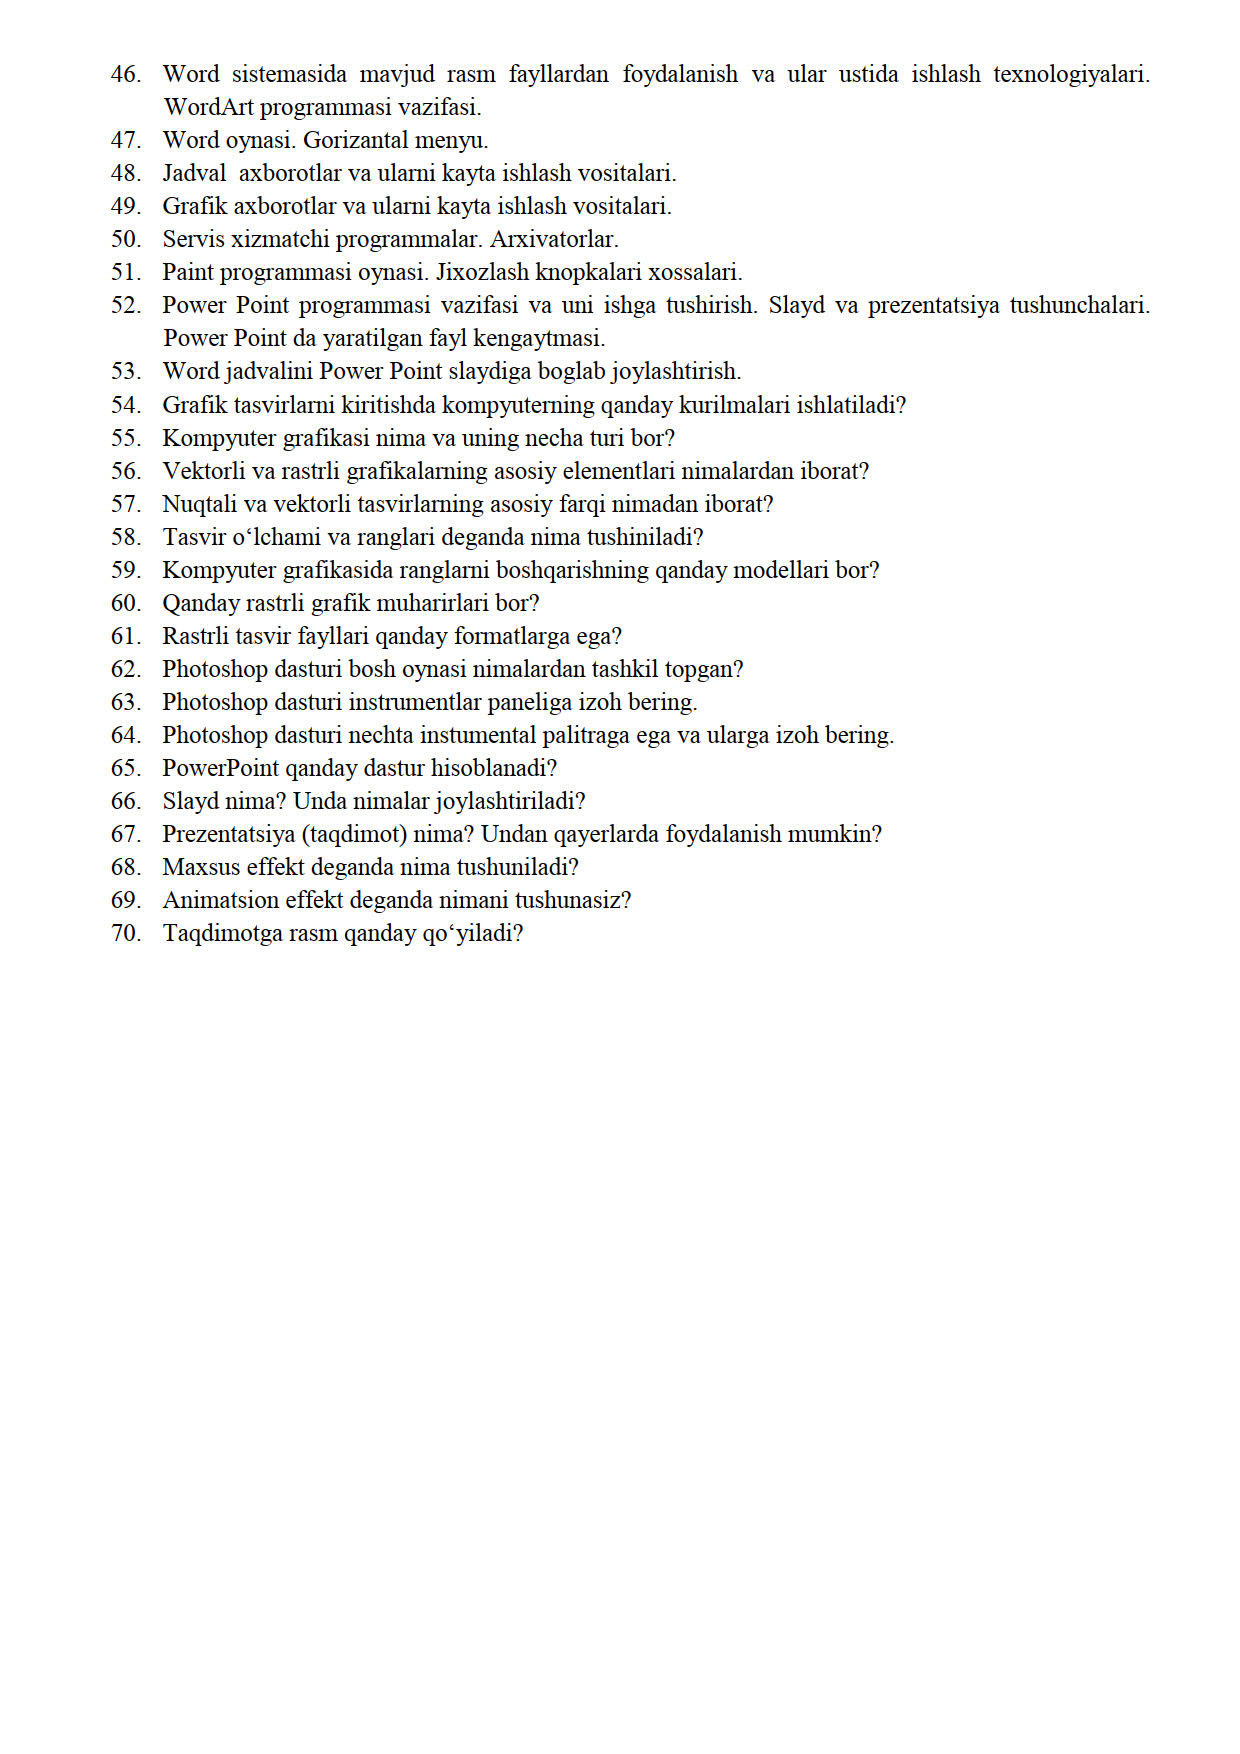 46. Word sistemasida mavjud rasm fayllardan foydalanish va ular ustida ishlash texnologiyalari.
WordArt programmasi vazifasi.
47. Word oynasi. Gorizantal menyu.
48. Jadval  axborotlar va ularni kayta ishlash vositalari.
49. Grafik axborotlar va ularni kayta ishlash vositalari.
50. Servis xizmatchi programmalar. Arxivatorlar.
51. Paint programmasi oynasi. Jixozlash knopkalari xossalari.
52. Power Point programmasi vazifasi va uni ishga tushirish. Slayd va prezentatsiya tushunchalari.
Power Point da yaratilgan fayl kengaytmasi.
53. Word jadvalini Power Point slaydiga boglab joylashtirish.
54. Grafik tasvirlarni kiritishda kompyuterning qanday kurilmalari ishlatiladi?
55. Kompyuter grafikasi nima va uning necha turi bor?
56. Vektorli va rastrli grafikalarning asosiy elementlari nimalardan iborat?
57. Nuqtali va vektorli tasvirlarning asosiy farqi nimadan iborat?
58. Tasvir o‘lchami va ranglari deganda nima tushiniladi?
59. Kompyuter grafikasida ranglarni boshqarishning qanday modellari bor?
60. Qanday rastrli grafik muharirlari bor?
61. Rastrli tasvir fayllari qanday formatlarga ega?
62. Photoshop dasturi bosh oynasi nimalardan tashkil topgan?
63. Photoshop dasturi instrumentlar paneliga izoh bering.
64. Photoshop dasturi nechta instumental palitraga ega va ularga izoh bering.
65. PowerPoint qanday dastur hisoblanadi?
66. Slayd nima? Unda nimalar joylashtiriladi?
67. Prezentatsiya (taqdimot) nima? Undan qayerlarda foydalanish mumkin?
68. Maxsus effekt deganda nima tushuniladi?
69. Animatsion effekt deganda nimani tushunasiz?
70. Taqdimotga rasm qanday qo‘yiladi?